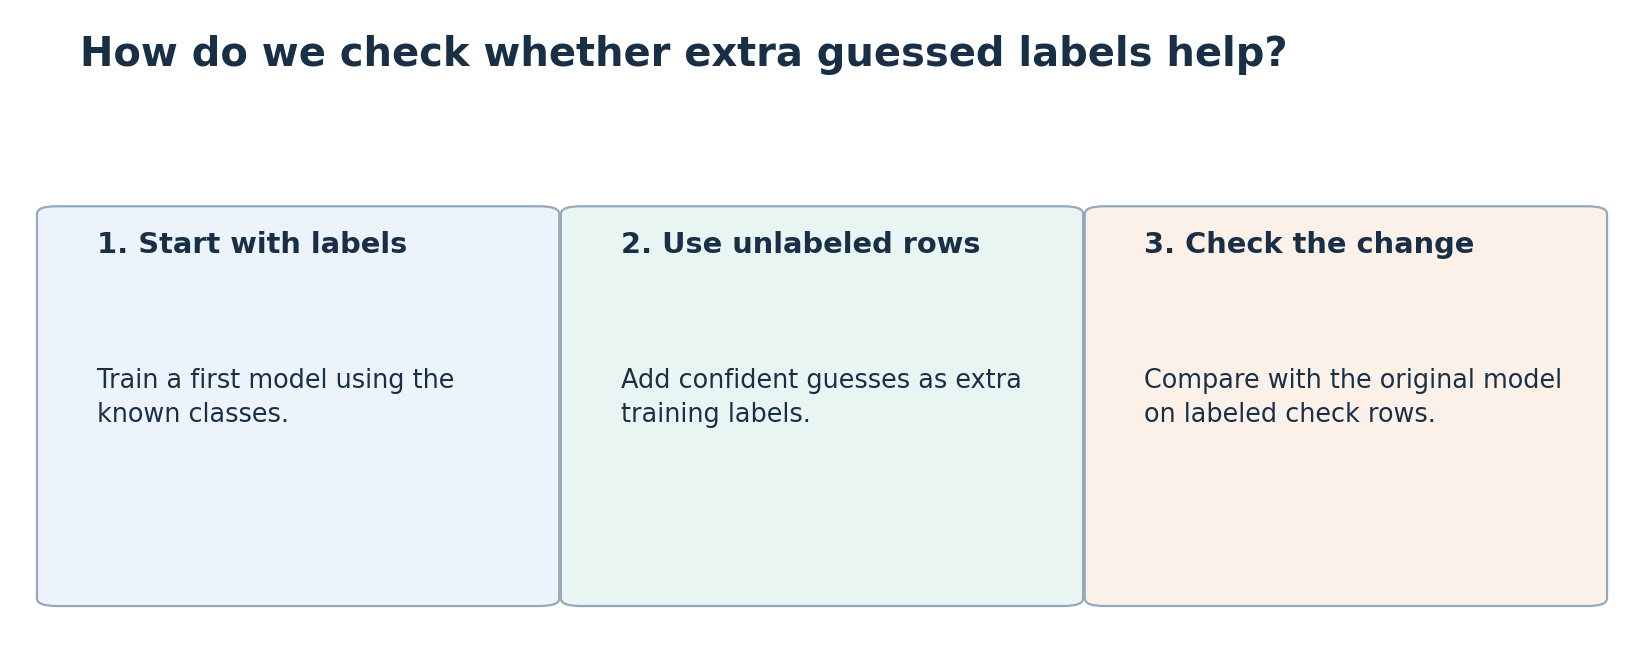 How do we check whether extra guessed labels help?
1. Start with labels
Train a first model using the
known classes.
2. Use unlabeled rows
Add confident guesses as extra
training labels.
3. Check the change
Compare with the original model
on labeled check rows.